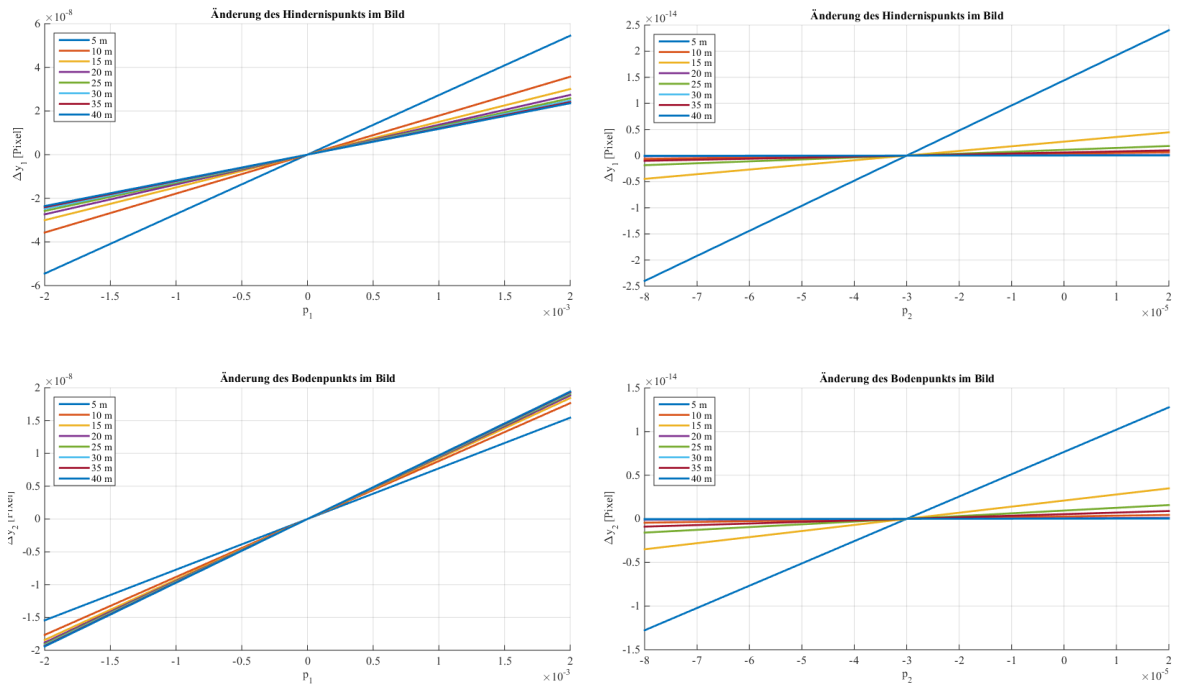 Änderung des Hindernispunkts im Bild
×10⁻⁸
6
4
2
0
-2
-4
-6
Δy₁ [Pixel]
5 m
10 m
15 m
20 m
25 m
30 m
35 m
40 m
-2 -1.5 -1 -0.5 0 0.5 1 1.5 2
p₁
×10⁻³
Änderung des Hindernispunkts im Bild
×10⁻¹⁴
2.5
2
1.5
1
0.5
0
-0.5
-1
-1.5
-2
-2.5
Δy₁ [Pixel]
5 m
10 m
15 m
20 m
25 m
30 m
35 m
40 m
-8 -7 -6 -5 -4 -3 -2 -1 0 1 2
p₂
×10⁻⁵
Änderung des Bodenpunkts im Bild
×10⁻⁸
2
1.5
1
0.5
0
-0.5
-1
-1.5
-2
Δy₂ [Pixel]
5 m
10 m
15 m
20 m
25 m
30 m
35 m
40 m
-2 -1.5 -1 -0.5 0 0.5 1 1.5 2
p₁
×10⁻³
Änderung des Bodenpunkts im Bild
×10⁻¹⁴
1.5
1
0.5
0
-0.5
-1
-1.5
Δy₂ [Pixel]
5 m
10 m
15 m
20 m
25 m
30 m
35 m
40 m
-8 -7 -6 -5 -4 -3 -2 -1 0 1 2
p₂
×10⁻⁵